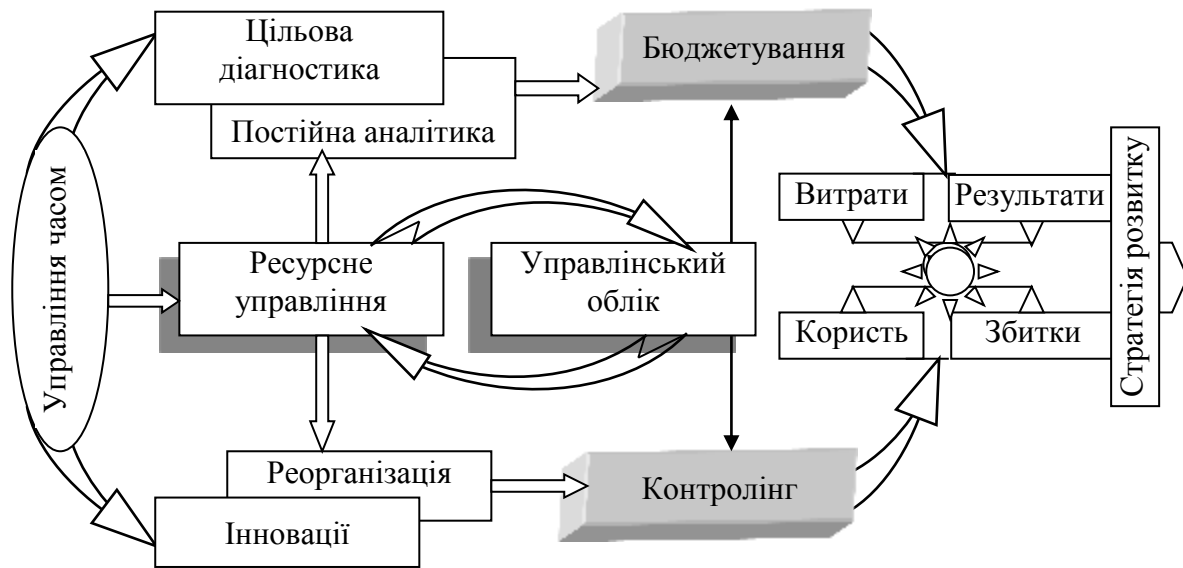 Цільова
діагностика
Постійна аналітика
Бюджетування
Управління часом
Ресурсне
управління
Управлінський
облік
Витрати
Результати
Користь
Збитки
Стратегія розвитку
Реорганізація
Інновації
Контролінг